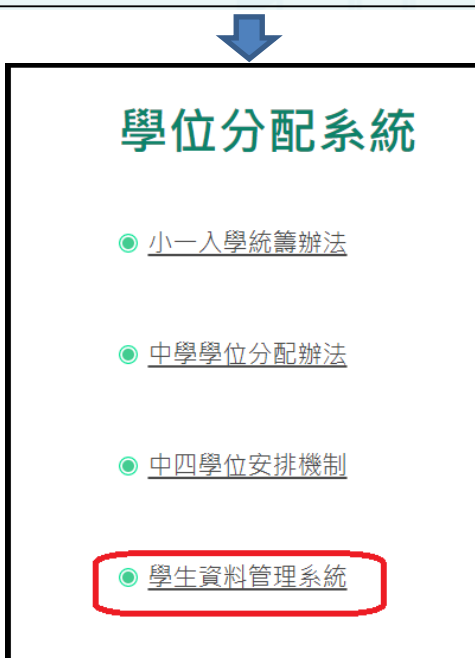 學位分配系統
小一入學統籌辦法
中學學位分配辦法
中四學位安排機制
學生資料管理系統